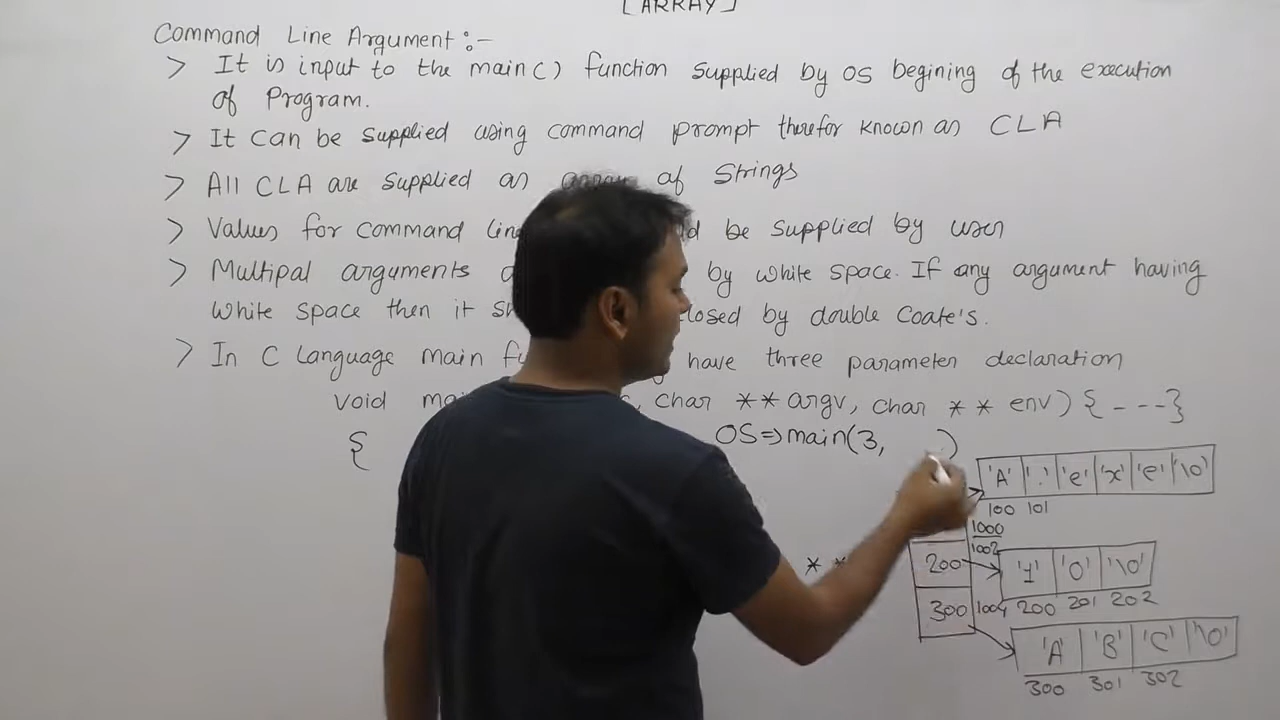 [ARRAY]
Command Line Argument :-
> It is input to the main() function supplied by OS begining of the execution
of Program.
> It can be supplied using command prompt therefor known as CLA
> All CLA are supplied as array of Strings
> Values for command be supplied by user
> Multipal arguments by white space. If any argument having
white space then it by double Coate's.
> In C Language main have three parameter declaration
void char ** argv, char ** env) { - - - }
{ OS => main(3, )
'A' '.' 'e' 'x' 'e' '\0'
100 101
1000
1002
200 '1' '0' '\0'
300 1004 200 201 202
'A' 'B' 'C' '\0'
300 301 302